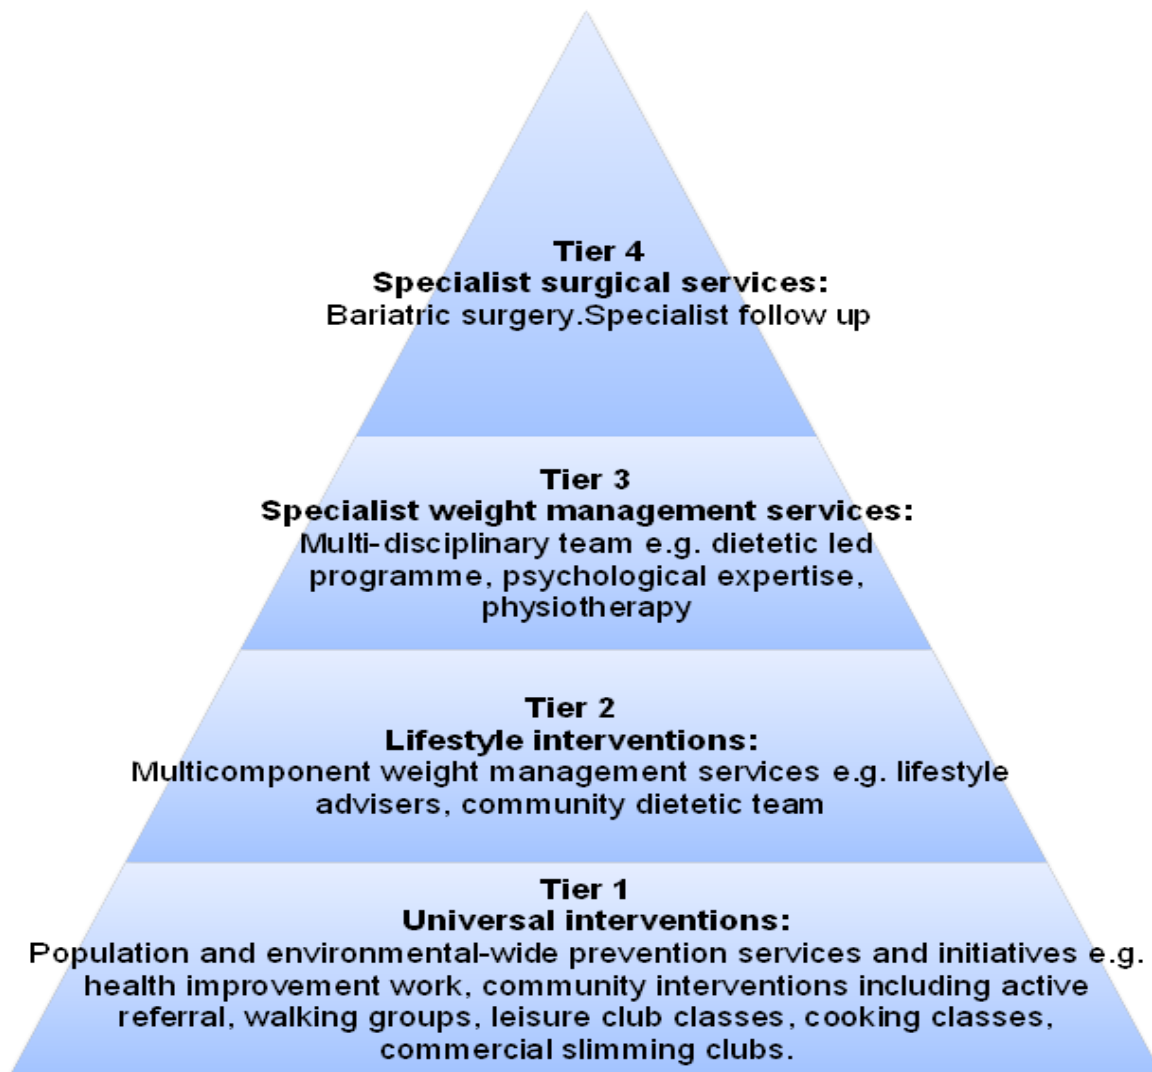 Tier 4
Specialist surgical services:
Bariatric surgery.Specialist follow up
Tier 3
Specialist weight management services:
Multi-disciplinary team e.g. dietetic led
programme, psychological expertise,
physiotherapy
Tier 2
Lifestyle interventions:
Multicomponent weight management services e.g. lifestyle
advisers, community dietetic team
Tier 1
Universal interventions:
Population and environmental-wide prevention services and initiatives e.g.
health improvement work, community interventions including active
referral, walking groups, leisure club classes, cooking classes,
commercial slimming clubs.